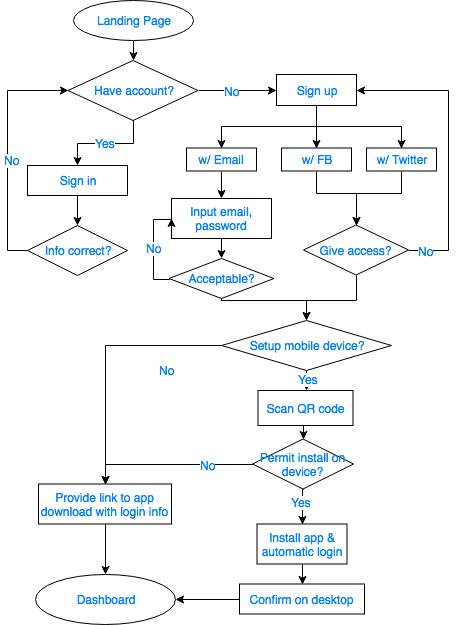 Landing Page
Have account?
No
Sign up
Yes
No
w/ Email
w/ FB
w/ Twitter
Sign in
Input email,
password
No
Info correct?
Give access?
No
Acceptable?
Setup mobile device?
No
Yes
Scan QR code
Permit install on
device?
No
Provide link to app
download with login info
Yes
Install app &
automatic login
Dashboard
Confirm on desktop